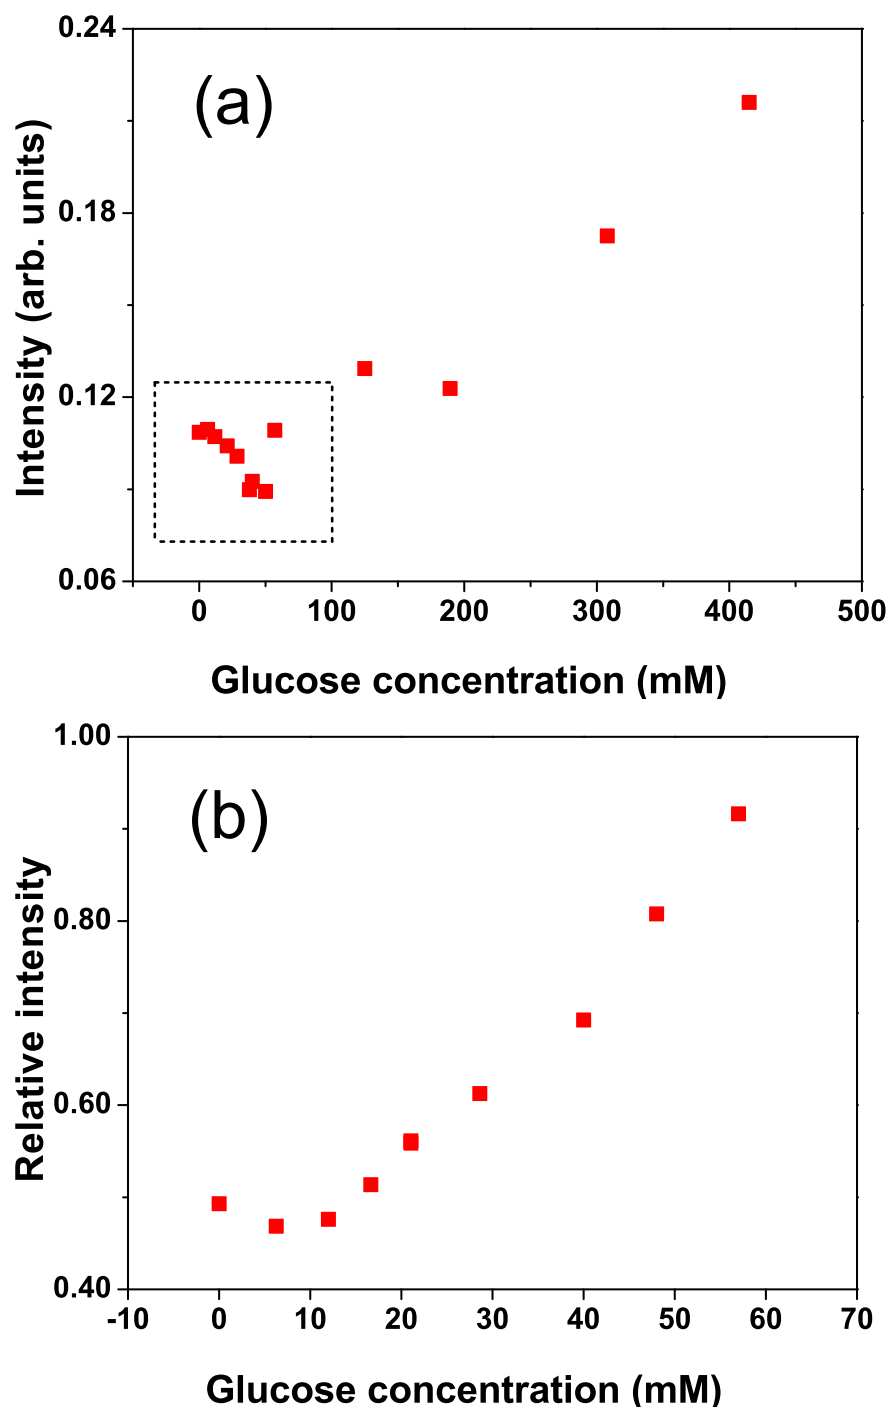 (a)
Intensity (arb. units)
0.24
0.18
0.12
0.06
0 100 200 300 400 500
Glucose concentration (mM)
(b)
Relative intensity
1.00
0.80
0.60
0.40
-10 0 10 20 30 40 50 60 70
Glucose concentration (mM)